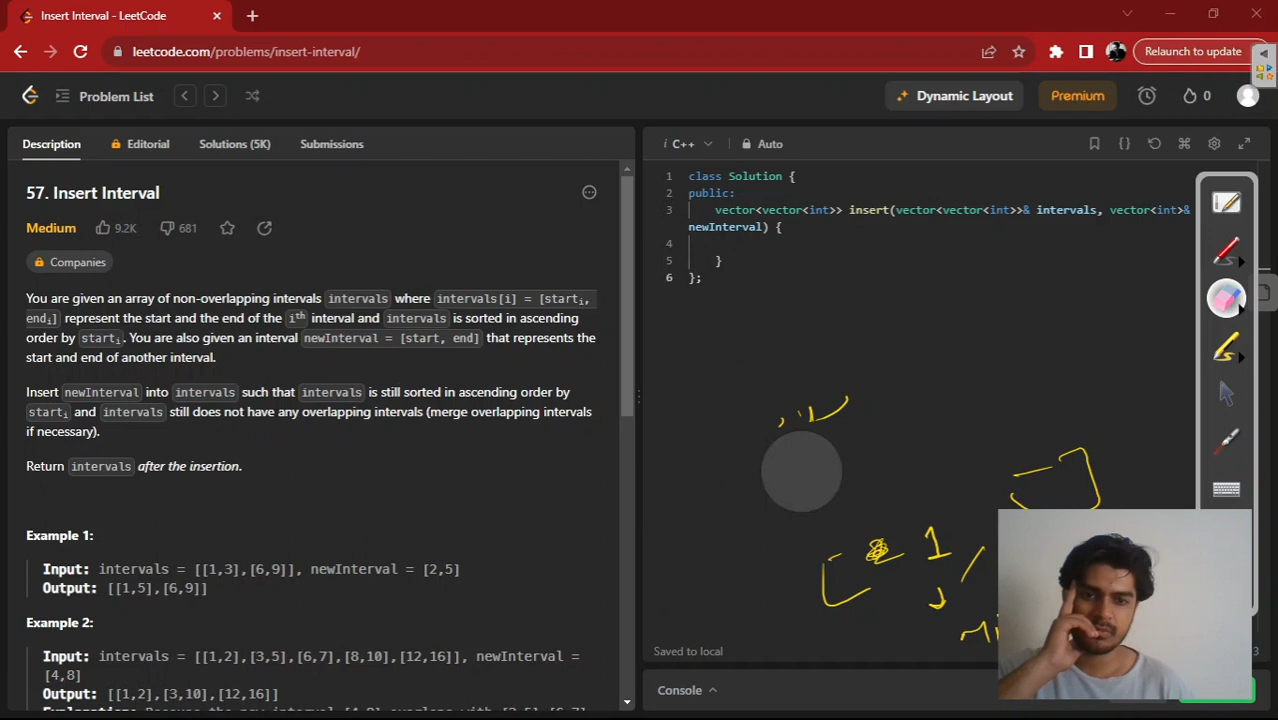 Insert Interval - LeetCode
leetcode.com/problems/insert-interval/
Relaunch to update
Problem List
Dynamic Layout
Premium
0
Description
Editorial
Solutions (5K)
Submissions
i C++
Auto
57. Insert Interval
Medium
9.2K
681
Companies
You are given an array of non-overlapping intervals intervals where intervals[i] = [starti,
endi] represent the start and the end of the ith interval and intervals is sorted in ascending
order by starti. You are also given an interval newInterval = [start, end] that represents the
start and end of another interval.
Insert newInterval into intervals such that intervals is still sorted in ascending order by
starti and intervals still does not have any overlapping intervals (merge overlapping intervals
if necessary).
Return intervals after the insertion.
Example 1:
Input: intervals = [[1,3],[6,9]], newInterval = [2,5]
Output: [[1,5],[6,9]]
Example 2:
Input: intervals = [[1,2],[3,5],[6,7],[8,10],[12,16]], newInterval =
[4,8]
Output: [[1,2],[3,10],[12,16]]
1 class Solution {
2 public:
3 vector<vector<int>> insert(vector<vector<int>>& intervals, vector<int>&
newInterval) {
4
5 }
6 };
1
Saved to local
3
Console